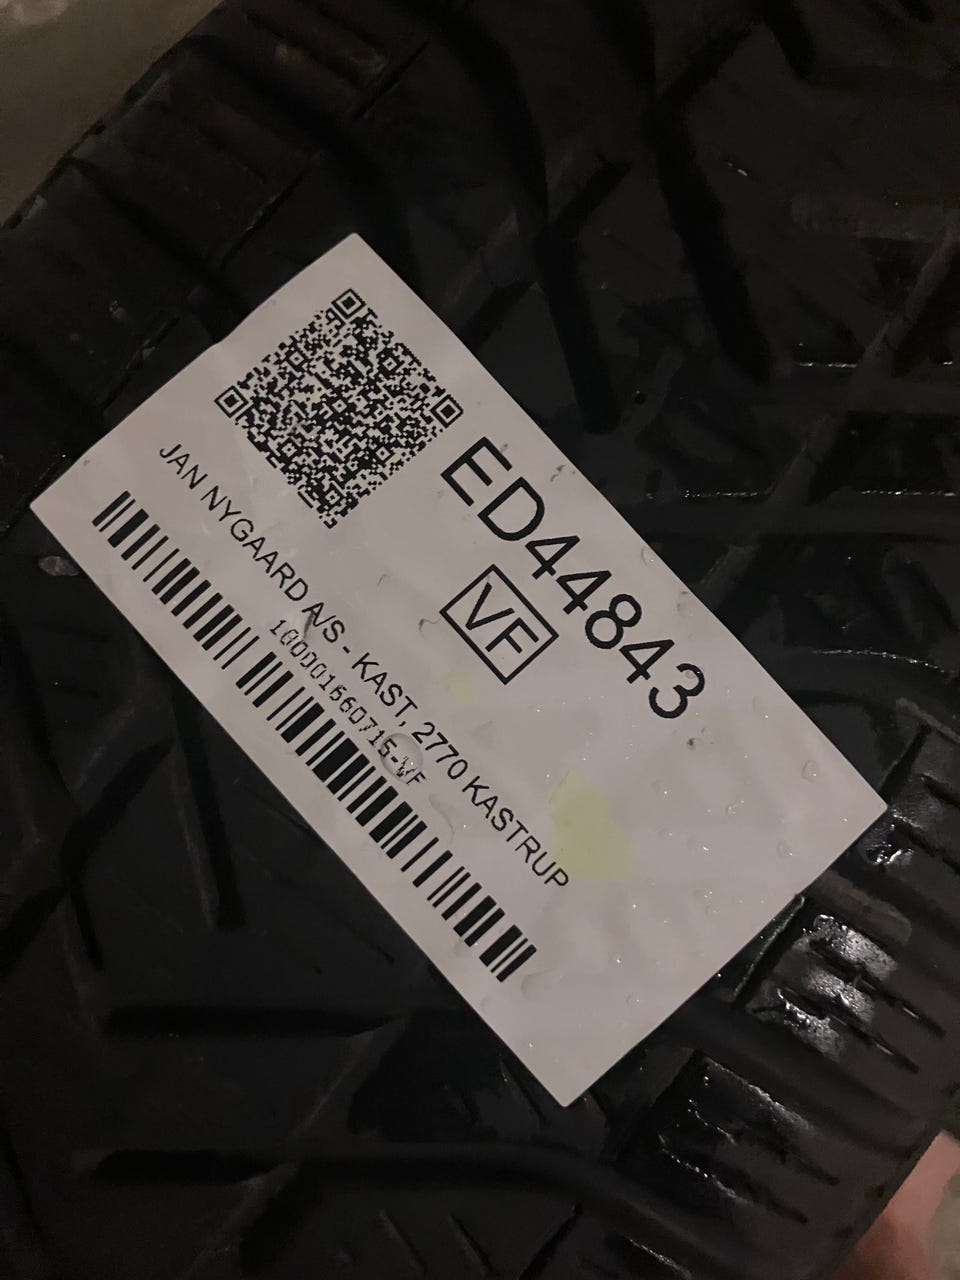 ED44843
VF
JAN NYGAARD A/S - KAST, 2770 KASTRUP
100001660715-VF